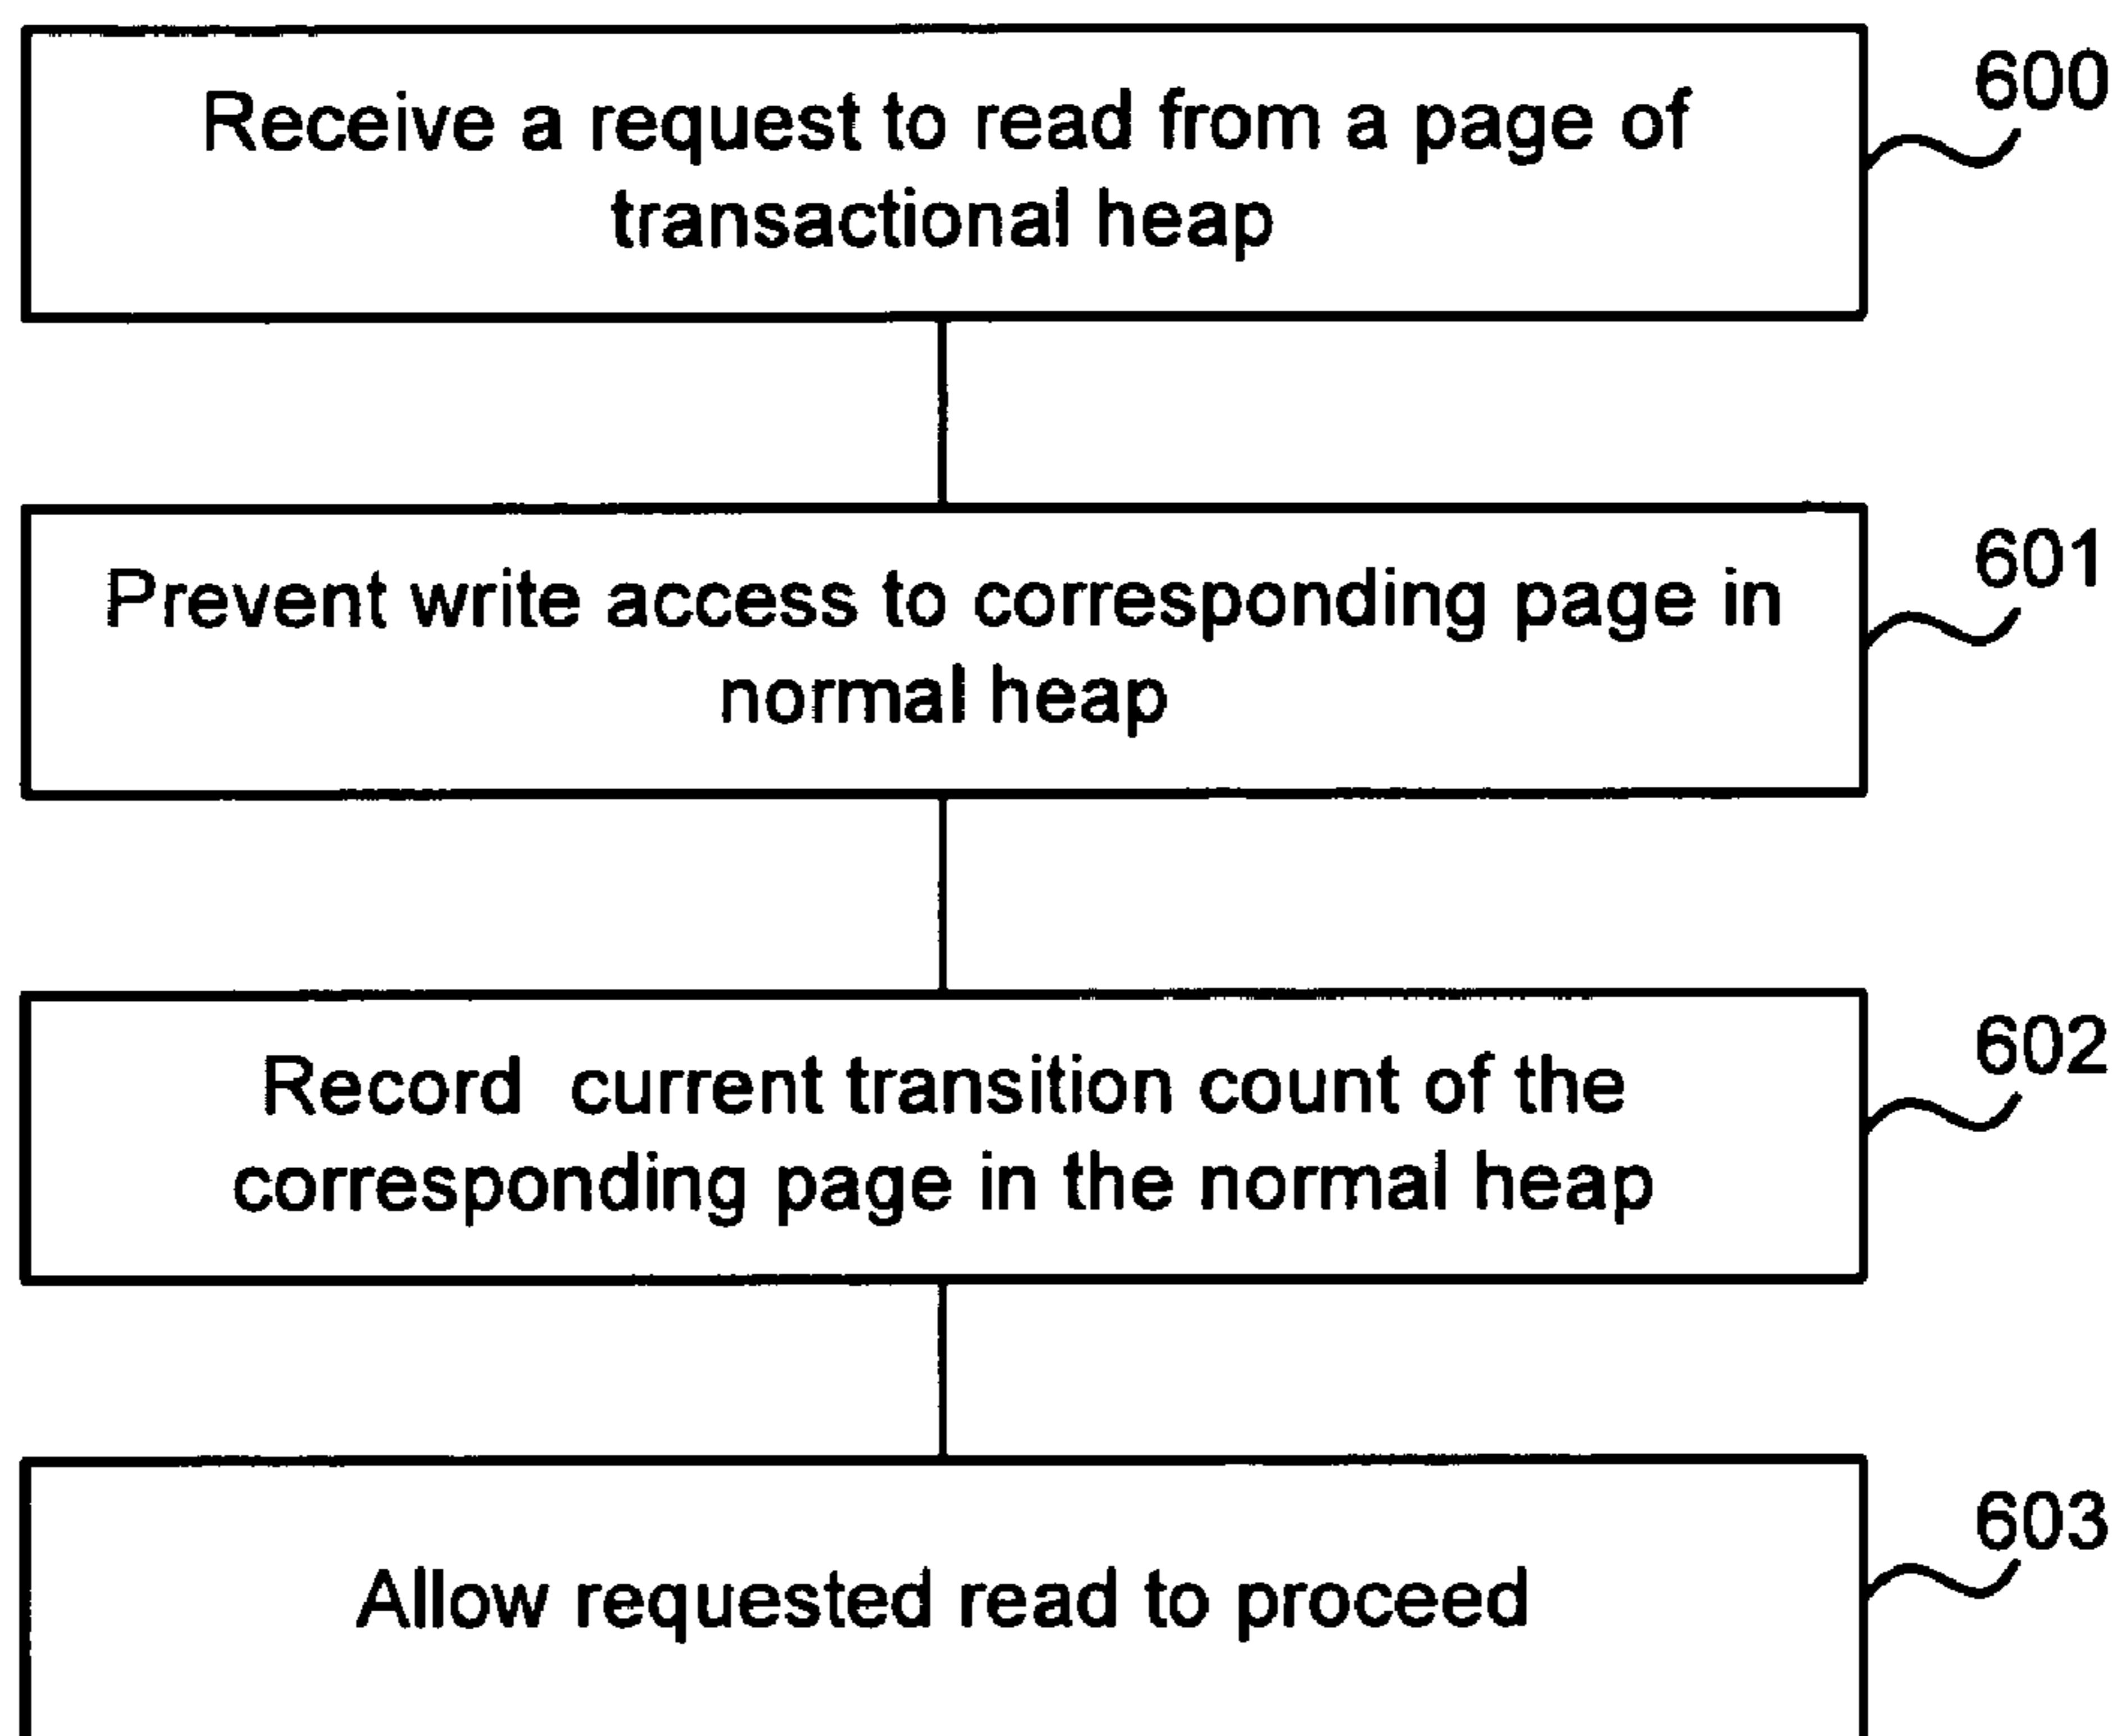 Receive a request to read from a page of
transactional heap
600
Prevent write access to corresponding page in
normal heap
601
Record current transition count of the
corresponding page in the normal heap
602
Allow requested read to proceed
603